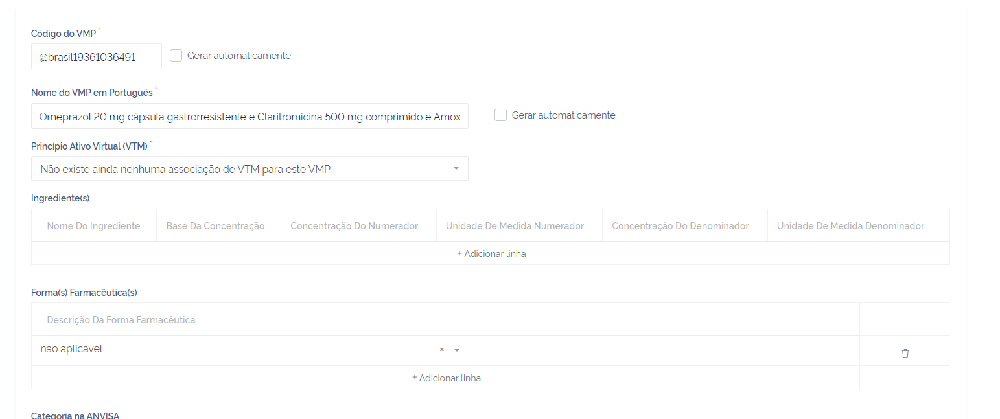 Código do VMP *
@brasil19361036491
Gerar automaticamente
Nome do VMP em Português *
Omeprazol 20 mg cápsula gastrorresistente e Claritromicina 500 mg comprimido e Amox
Gerar automaticamente
Princípio Ativo Virtual (VTM) *
Não existe ainda nenhuma associação de VTM para este VMP
Ingrediente(s)
Nome Do Ingrediente Base Da Concentração Concentração Do Numerador Unidade De Medida Numerador Concentração Do Denominador Unidade De Medida Denominador
+ Adicionar linha
Forma(s) Farmacêutica(s)
Descrição Da Forma Farmacêutica
não aplicável
+ Adicionar linha
Categoria na ANVISA